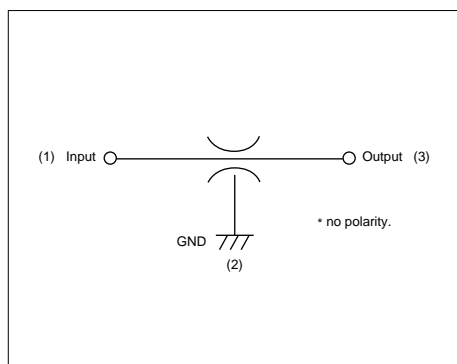 (1) Input Output (3)
* no polarity.
GND
(2)